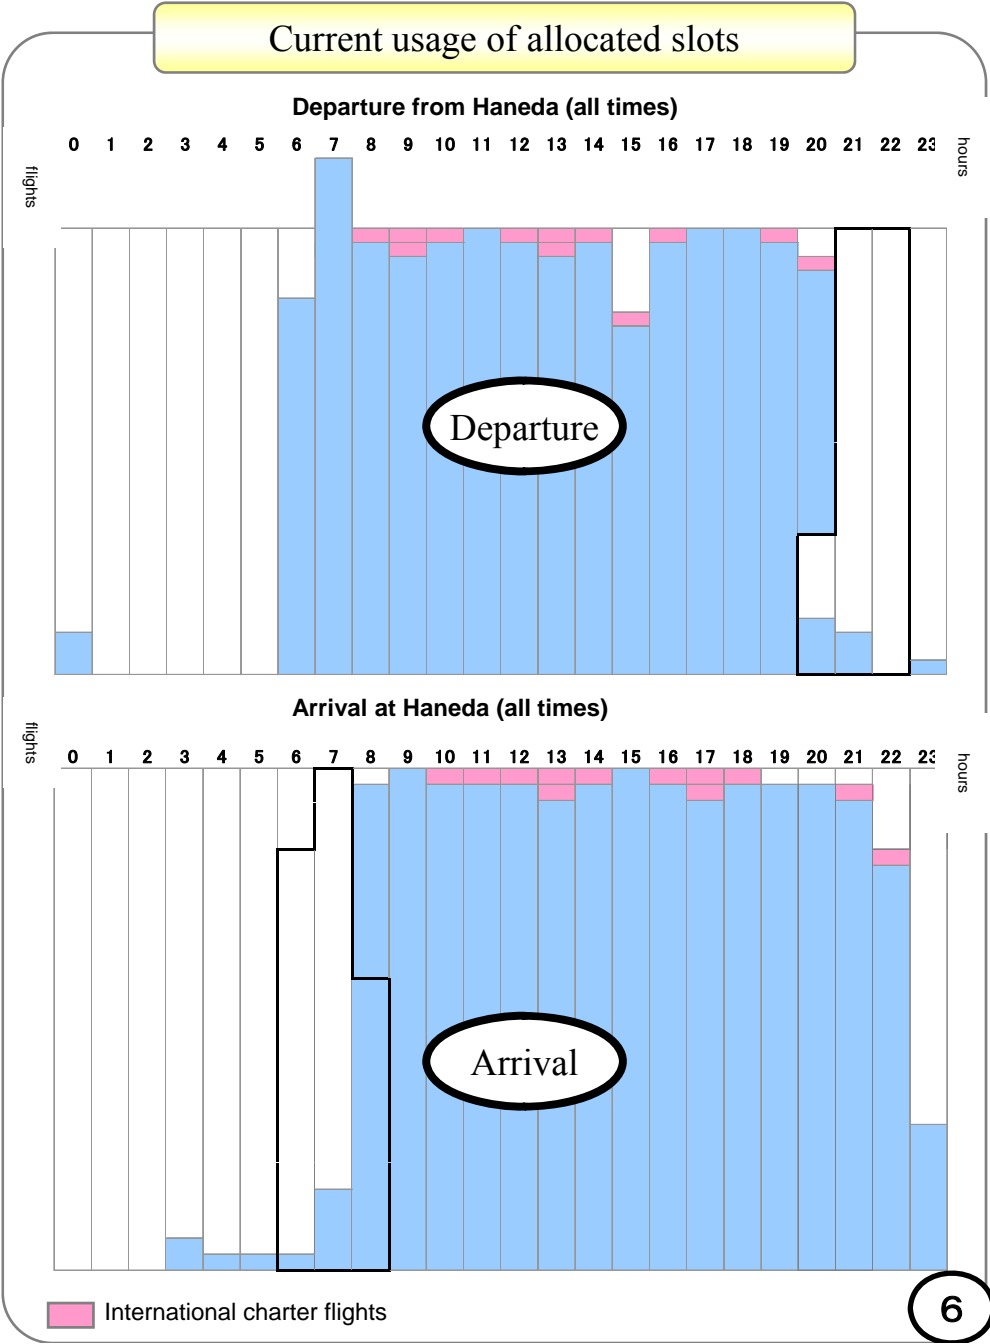 Current usage of allocated slots
Departure from Haneda (all times)
0 1 2 3 4 5 6 7 8 9 10 11 12 13 14 15 16 17 18 19 20 21 22 23
flights
hours
Departure
Arrival at Haneda (all times)
flights
0 1 2 3 4 5 6 7 8 9 10 11 12 13 14 15 16 17 18 19 20 21 22 23
hours
Arrival
International charter flights
6